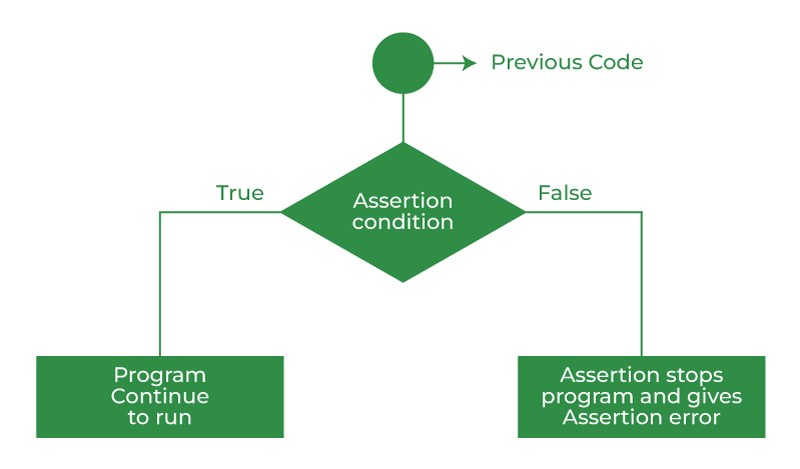 Previous Code
True
False
Assertion
condition
Program
Continue
to run
Assertion stops
program and gives
Assertion error